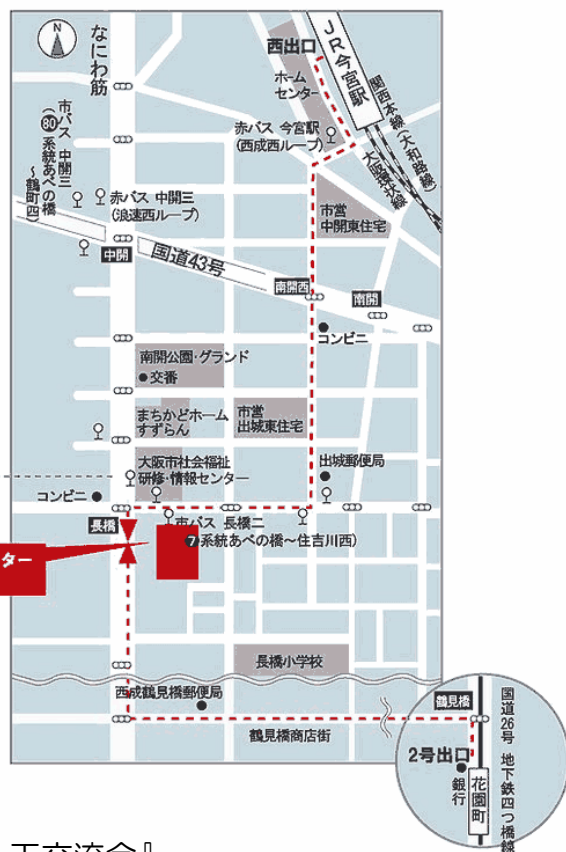 N
なにわ筋
西出口
JR今宮駅
ホーム
センター
関西本線(大和路線)
大阪環状線
赤バス 今宮駅
(西成西ループ)
市バス 中開三
(80系統あべの橋
~鶴町四)
赤バス 中開三
(浪速西ループ)
市営
中開東住宅
中開
国道43号
南開西
南開
コンビニ
南開公園・グランド
交番
まちかどホーム
すずらん
市営
出城東住宅
大阪市社会福祉
研修・情報センター
出城郵便局
コンビニ
長橋
市バス 長橋二
7系統あべの橋~住吉川西)
ター
長橋小学校
西成鶴見橋郵便局
鶴見橋商店街
鶴見橋
2号出口
銀行
花園町
国道26号 地下鉄四つ橋線